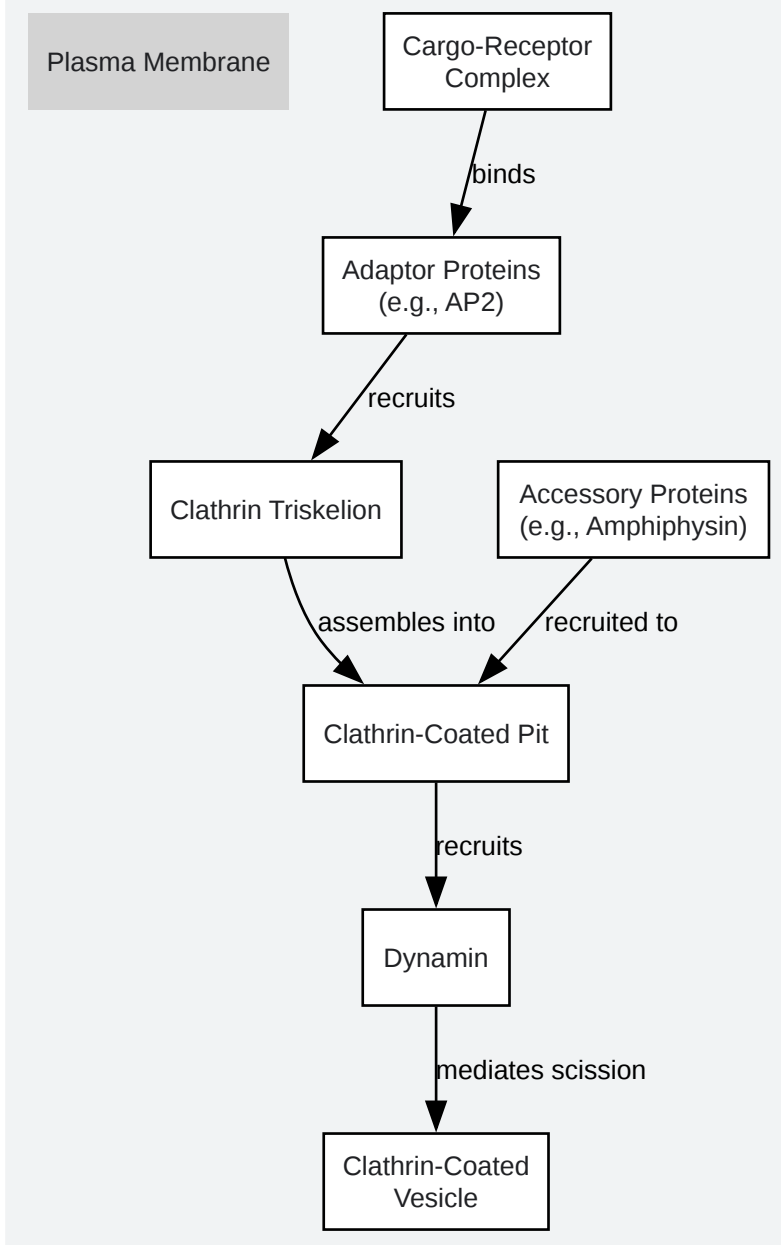 Plasma Membrane
Cargo-Receptor
Complex
binds
Adaptor Proteins
(e.g., AP2)
recruits
Clathrin Triskelion
Accessory Proteins
(e.g., Amphiphysin)
assembles into
recruited to
Clathrin-Coated Pit
recruits
Dynamin
mediates scission
Clathrin-Coated
Vesicle